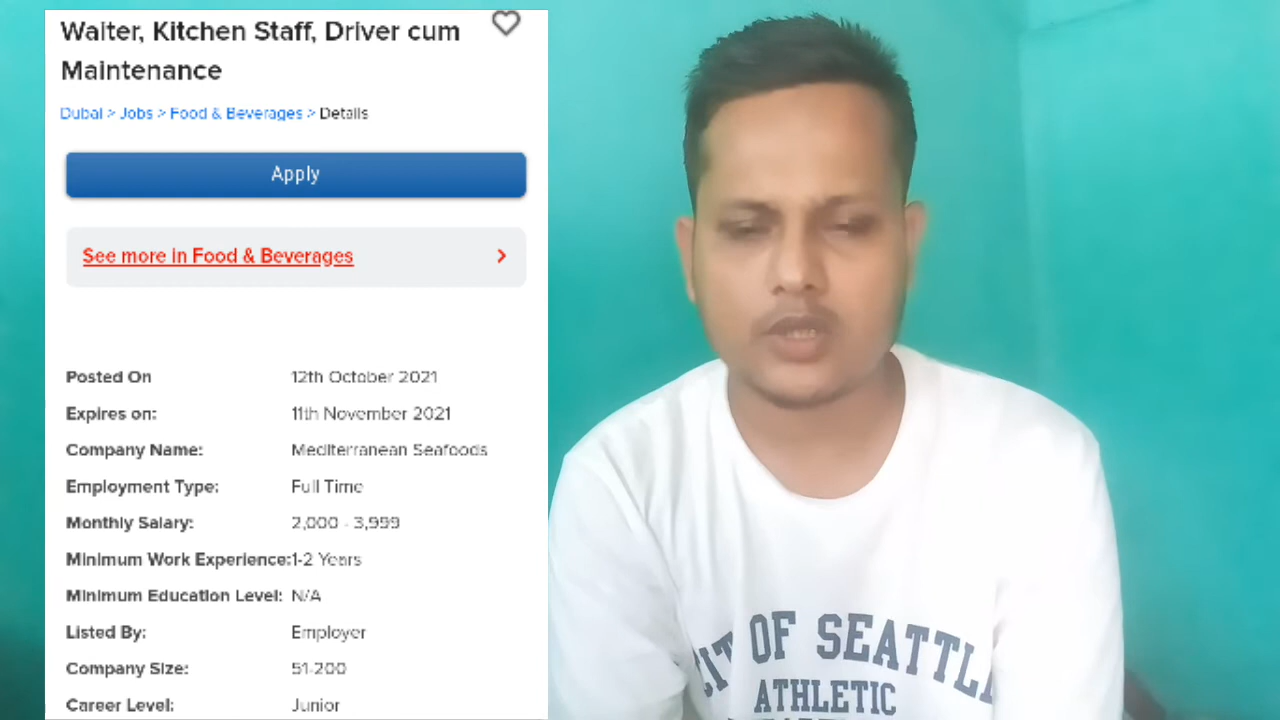 Waiter, Kitchen Staff, Driver cum
Maintenance
Dubai > Jobs > Food & Beverages > Details
Apply
See more in Food & Beverages
Posted On 12th October 2021
Expires on: 11th November 2021
Company Name: Mediterranean Seafoods
Employment Type: Full Time
Monthly Salary: 2,000 - 3,999
Minimum Work Experience: 1-2 Years
Minimum Education Level: N/A
Listed By: Employer
Company Size: 51-200
Career Level: Junior
CITY OF SEATTLE
ATHLETIC